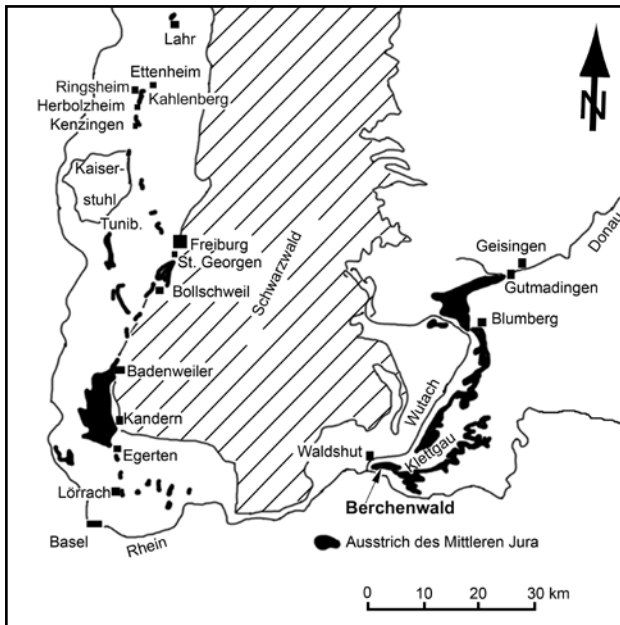 Lahr
Ettenheim
Ringsheim
Kahlenberg
Herbolzheim
Kenzingen
N
Kaiser-
stuhl
Tunib.
Freiburg
St. Georgen
Bollschweil
Schwarzwald
Donau
Geisingen
Gutmadingen
Blumberg
Badenweiler
Kandern
Wutach
Egerten
Waldshut
Klettgau
Lörrach
Berchenwald
Basel
Rhein
Ausstrich des Mittleren Jura
0 10 20 30 km